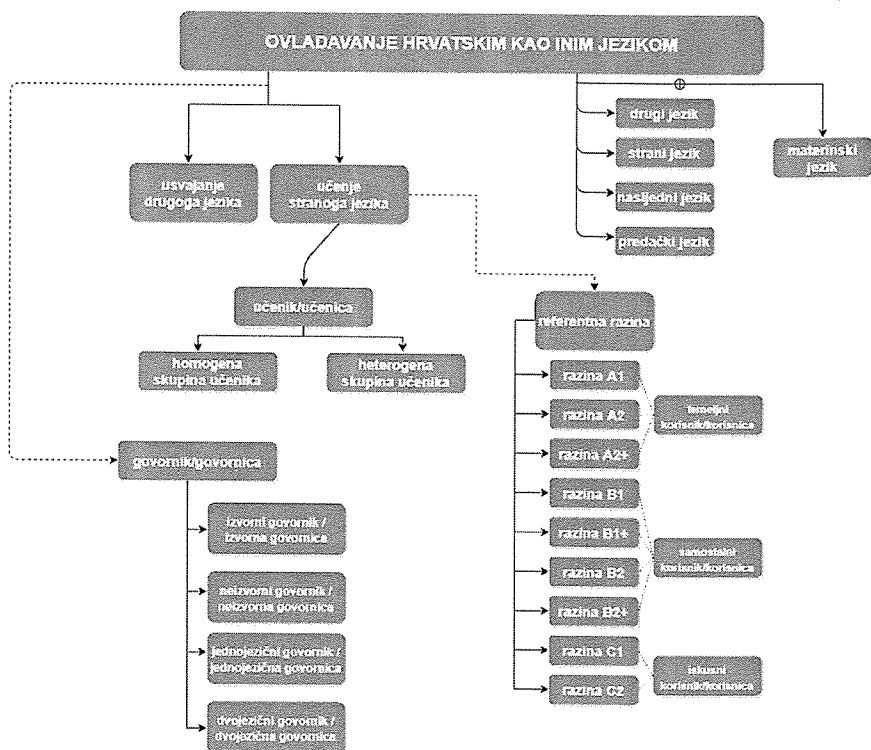 OVLADAVANJE HRVATSKIM KAO INIM JEZIKOM
usvajanje
drugoga jezika
učenje
stranoga jezika
drugi jezik
strani jezik
nasljedni jezik
predački jezik
materinski
jezik
učenik/učenica
homogena
skupina učenika
heterogena
skupina učenika
referentna razina
razina A1
razina A2
razina A2+
razina B1
razina B1+
razina B2
razina B2+
razina C1
razina C2
temeljni
korisnik/korisnica
samostalni
korisnik/korisnica
iskusni
korisnik/korisnica
govornik/govornica
izvorni govornik /
izvorna govornica
neizvorni govornik /
neizvorna govornica
jednojezični govornik /
jednojezična govornica
dvojezični govornik /
dvojezična govornica